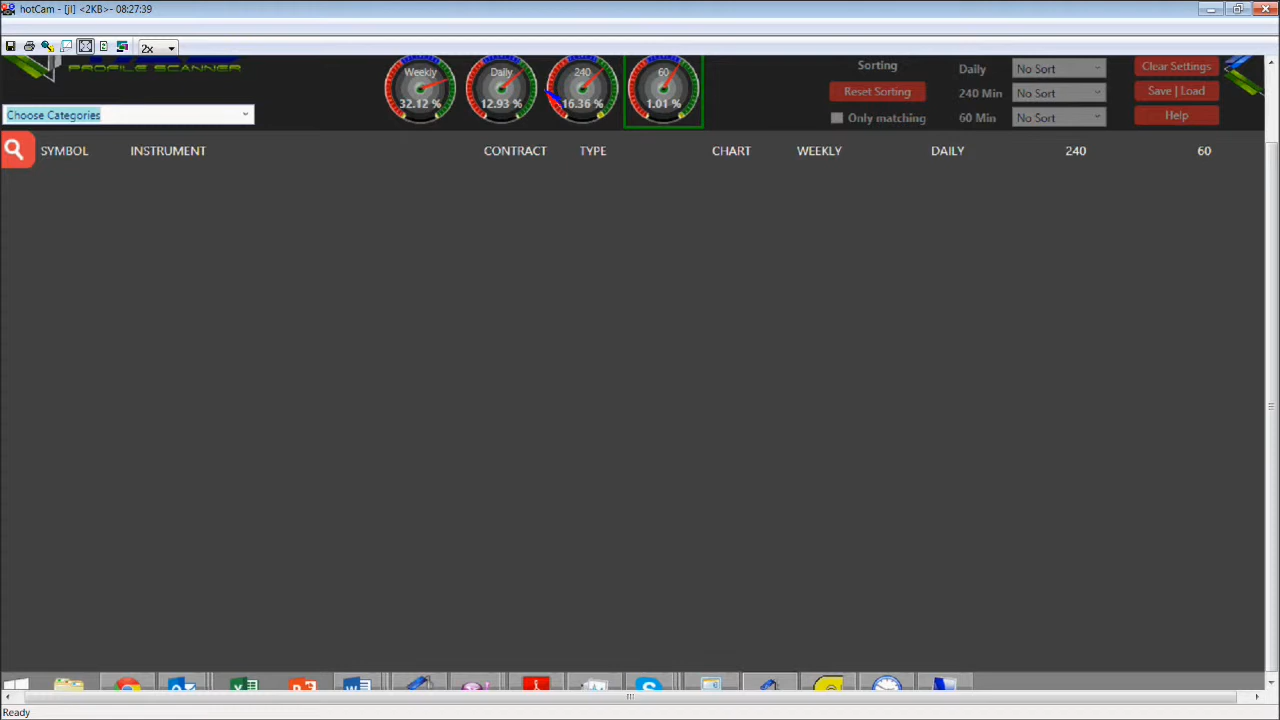 hotCam - [jl] <2KB>- 08:27:39
2x
PROFILE SCANNER
Choose Categories
Weekly
32.12 %
Daily
12.93 %
240
16.36 %
60
1.01 %
Sorting
Reset Sorting
Only matching
Daily No Sort
240 Min No Sort
60 Min No Sort
Clear Settings
Save | Load
Help
SYMBOL INSTRUMENT CONTRACT TYPE CHART WEEKLY DAILY 240 60
Ready